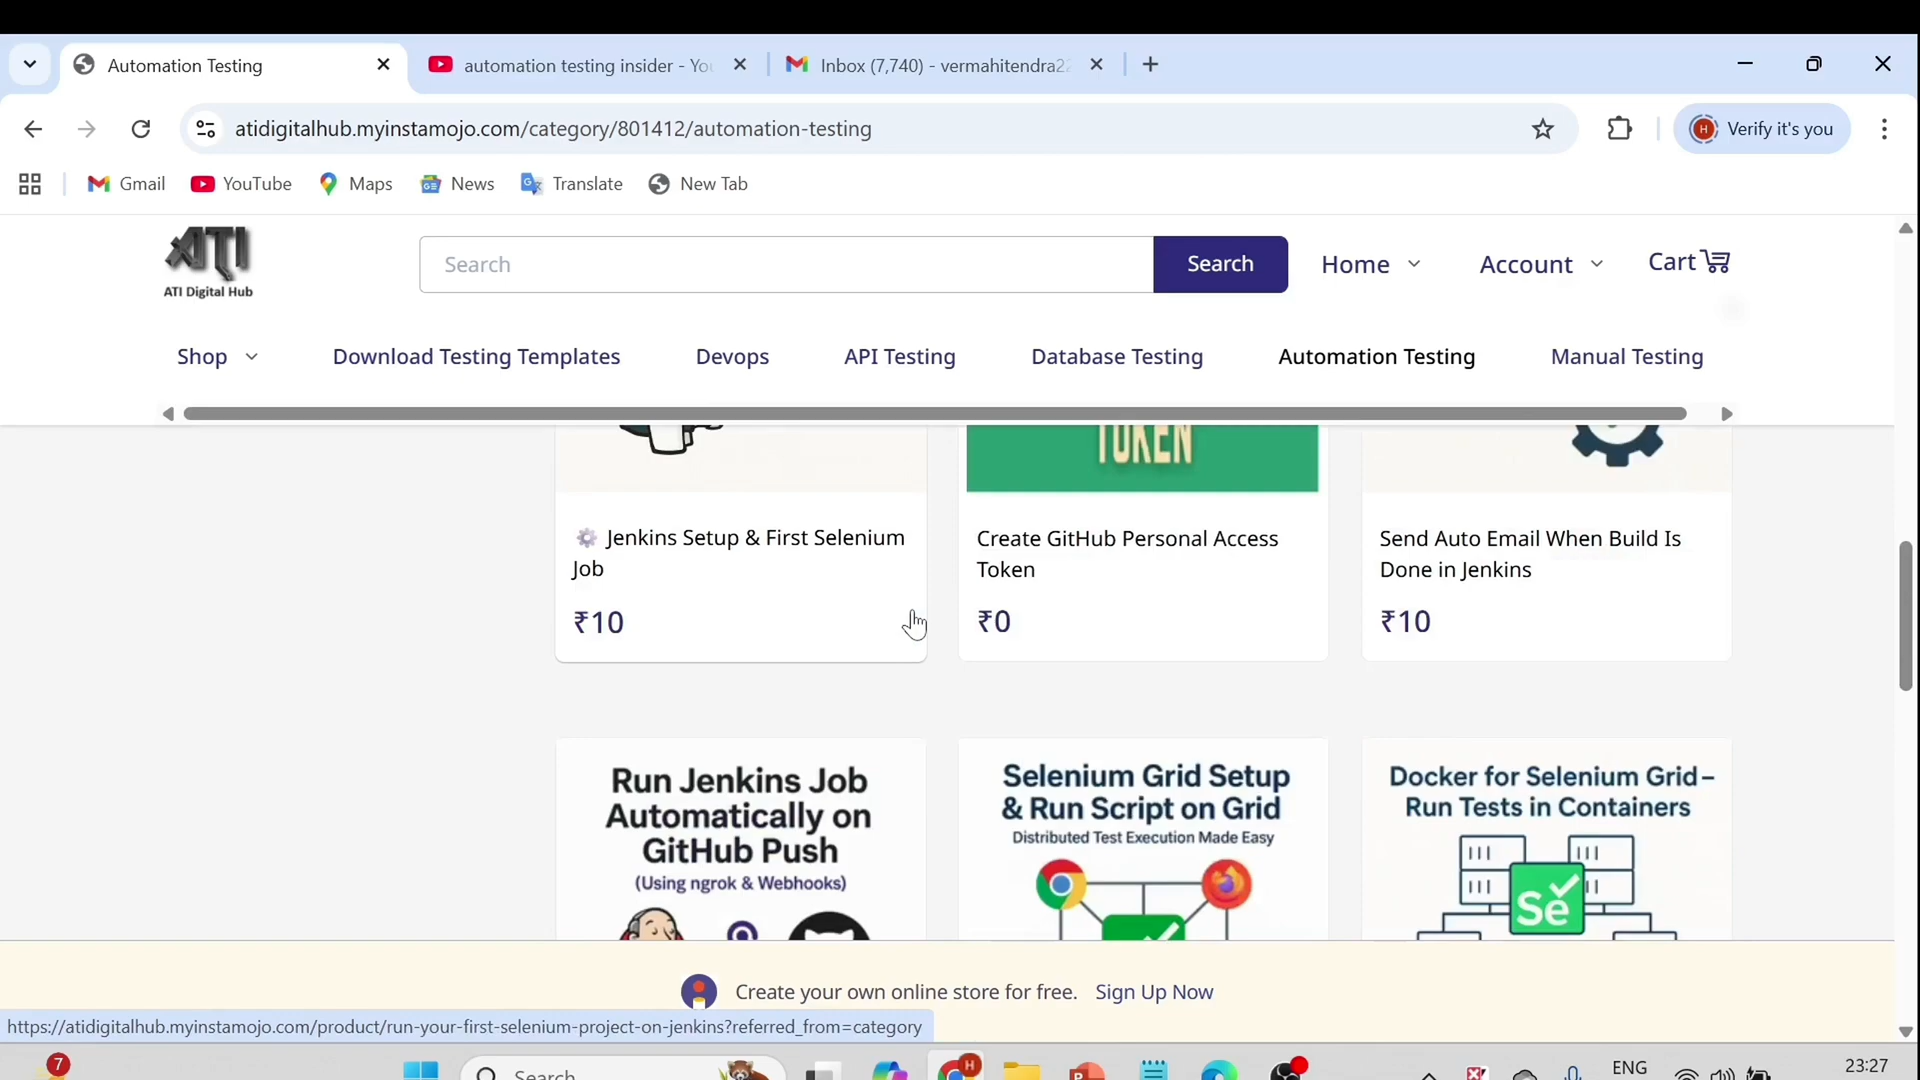 Automation Testing
automation testing insider - Yo
Inbox (7,740) - vermahitendra22
atidigitalhub.myinstamojo.com/category/801412/automation-testing
H
Verify it's you
Gmail
YouTube
Maps
News
Translate
New Tab
ATI
ATI Digital Hub
Search
Search
Home
Account
Cart
Shop
Download Testing Templates
Devops
API Testing
Database Testing
Automation Testing
Manual Testing
TOKEN
Jenkins Setup & First Selenium
Job
₹10
Create GitHub Personal Access
Token
₹0
Send Auto Email When Build Is
Done in Jenkins
₹10
Run Jenkins Job
Automatically on
GitHub Push
(Using ngrok & Webhooks)
Selenium Grid Setup
& Run Script on Grid
Distributed Test Execution Made Easy
Docker for Selenium Grid–
Run Tests in Containers
Se
Create your own online store for free. Sign Up Now
https://atidigitalhub.myinstamojo.com/product/run-your-first-selenium-project-on-jenkins?referred_from=category
7
Search
H
ENG
23:27